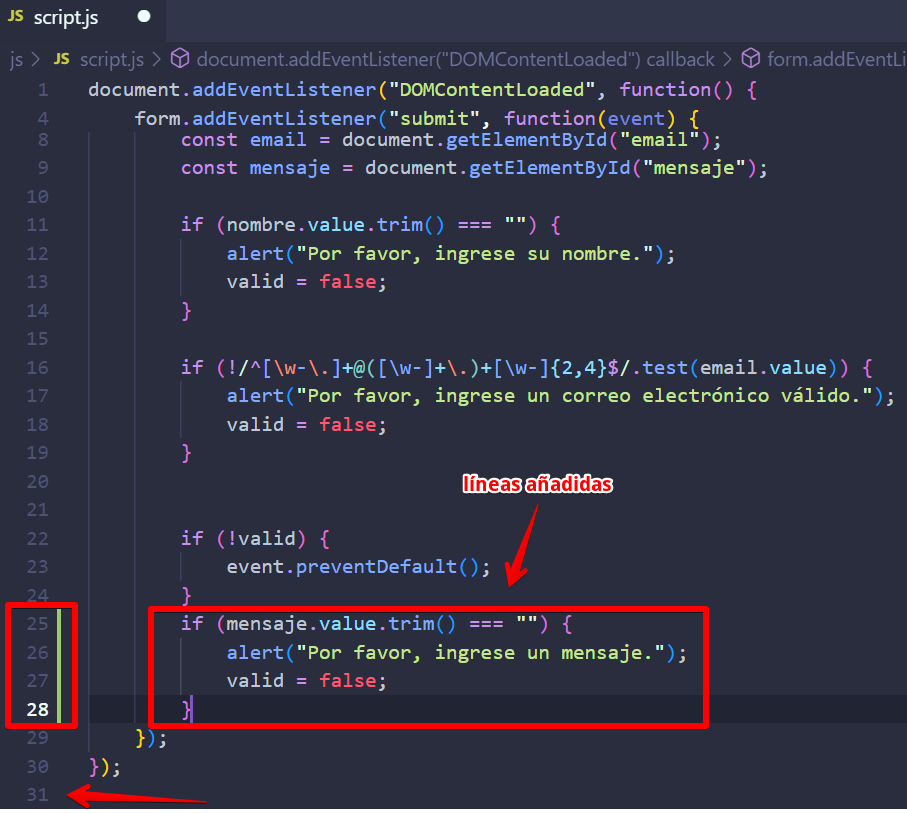 JS script.js
js > JS script.js > document.addEventListener("DOMContentLoaded") callback > form.addEventLi
1 document.addEventListener("DOMContentLoaded", function() {
4 form.addEventListener("submit", function(event) {
8 const email = document.getElementById("email");
9 const mensaje = document.getElementById("mensaje");
10
11 if (nombre.value.trim() === "") {
12 alert("Por favor, ingrese su nombre.");
13 valid = false;
14 }
15
16 if (!/^[\w-\.]+@([\w-]+\.)+[\w-]{2,4}$/.test(email.value)) {
17 alert("Por favor, ingrese un correo electrónico válido.");
18 valid = false;
19 }
20
líneas añadidas
21
22 if (!valid) {
23 event.preventDefault();
24 }
25 if (mensaje.value.trim() === "") {
26 alert("Por favor, ingrese un mensaje.");
27 valid = false;
28 }
29 });
30 });
31